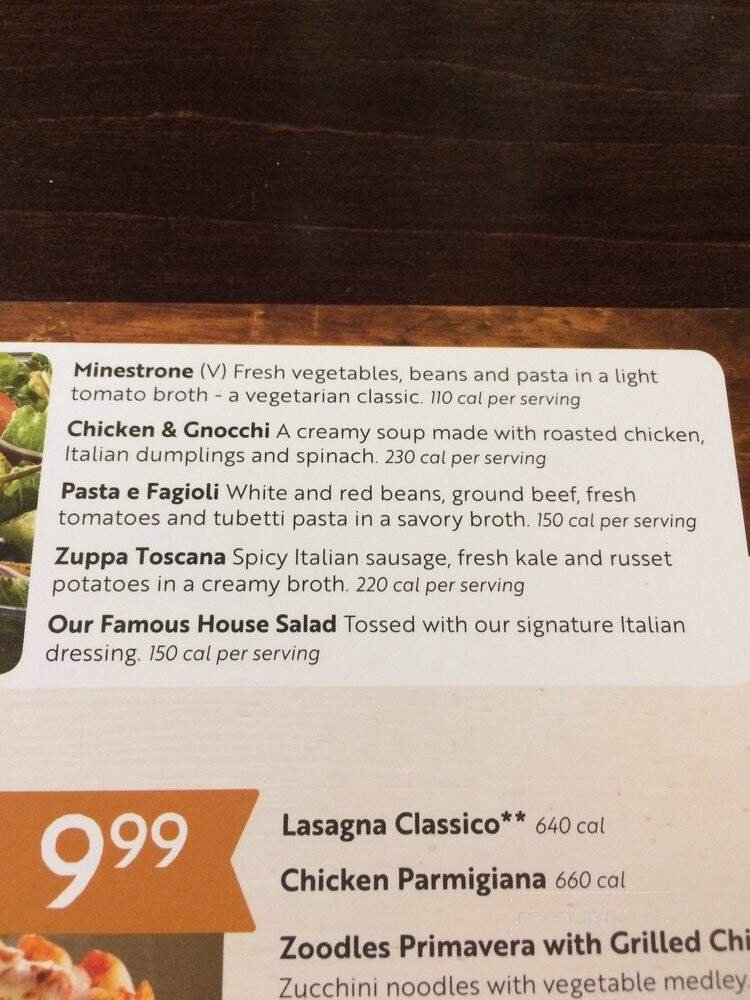 Minestrone (V) Fresh vegetables, beans and pasta in a light
tomato broth - a vegetarian classic. 110 cal per serving
Chicken & Gnocchi A creamy soup made with roasted chicken,
Italian dumplings and spinach. 230 cal per serving
Pasta e Fagioli White and red beans, ground beef, fresh
tomatoes and tubetti pasta in a savory broth. 150 cal per serving
Zuppa Toscana Spicy Italian sausage, fresh kale and russet
potatoes in a creamy broth. 220 cal per serving
Our Famous House Salad Tossed with our signature Italian
dressing. 150 cal per serving
999
Lasagna Classico** 640 cal
Chicken Parmigiana 660 cal
Zoodles Primavera with Grilled Chi
Zucchini noodles with vegetable medley